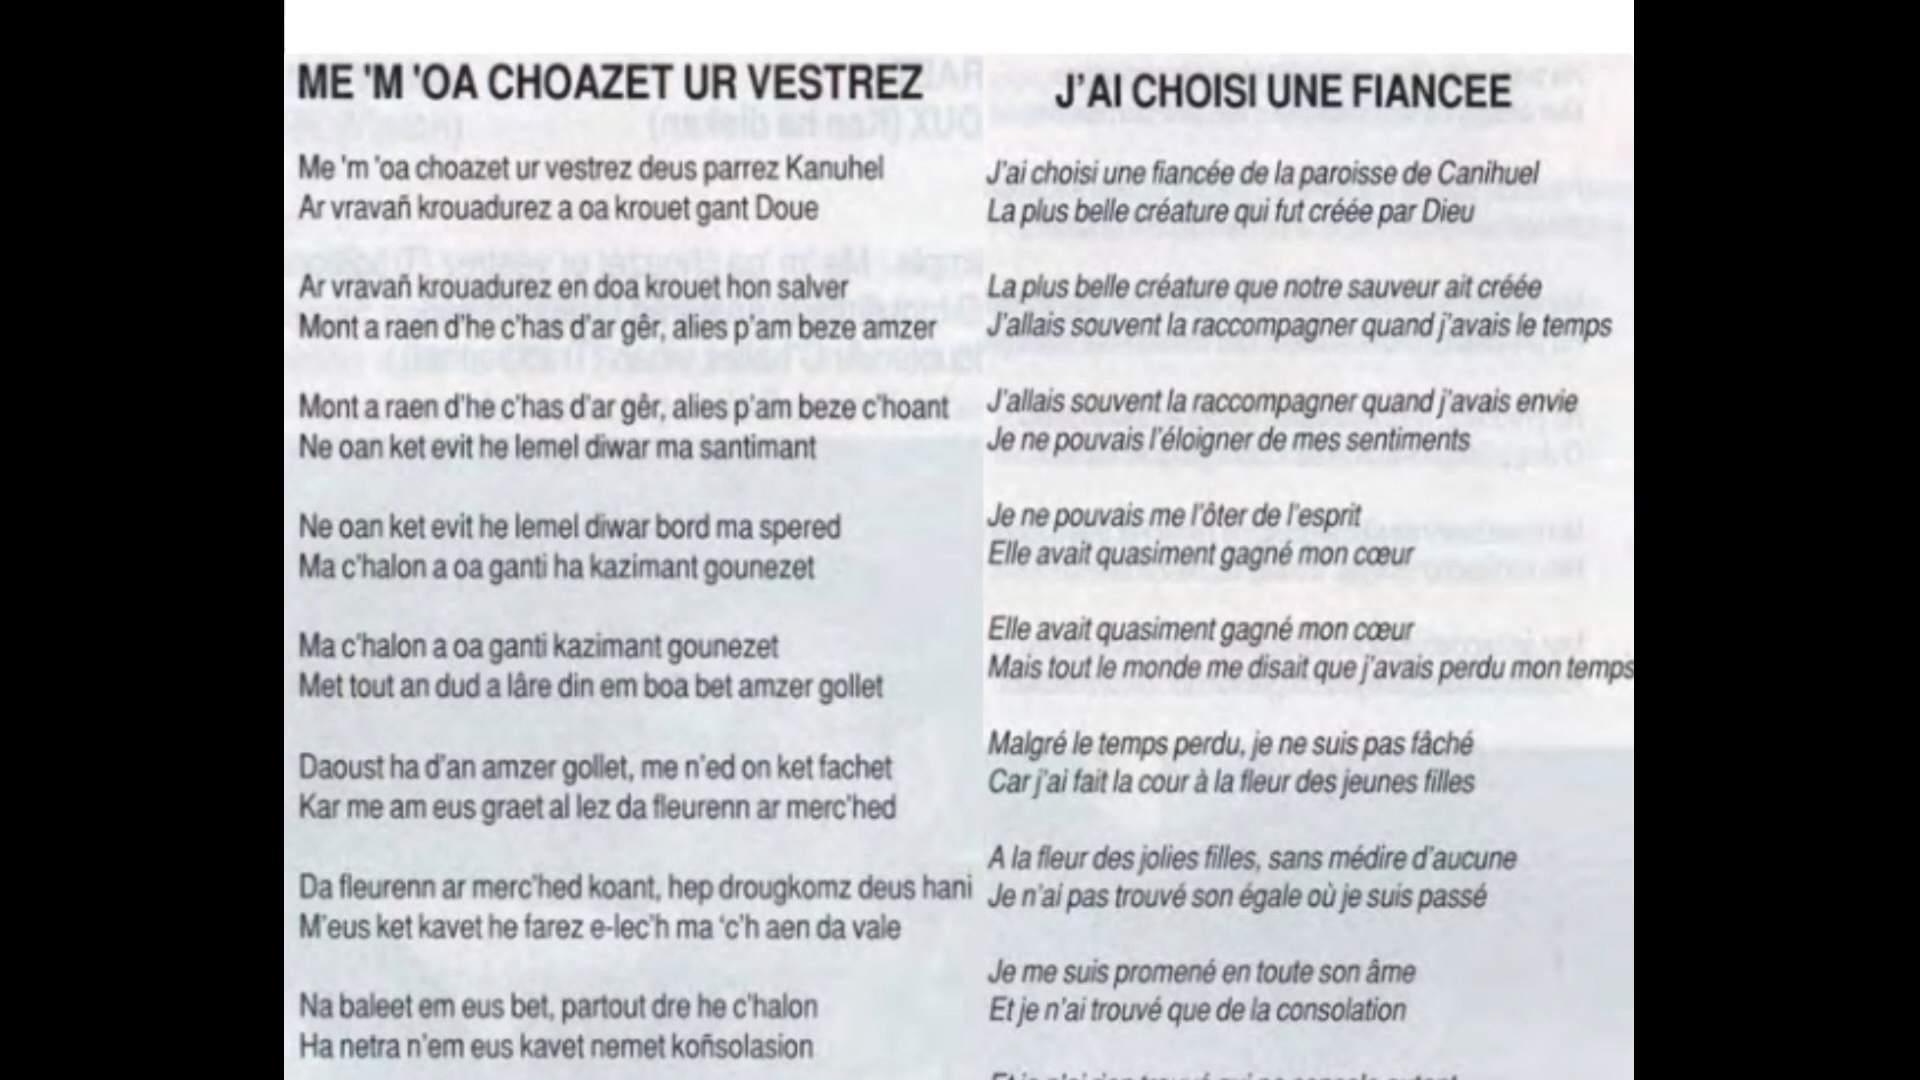 ME 'M 'OA CHOAZET UR VESTREZ
Me 'm 'oa choazet ur vestrez deus parrez Kanuhel
Ar vravañ krouadurez a oa krouet gant Doue
Ar vravañ krouadurez en doa krouet hon salver
Mont a raen d'he c'has d'ar gêr, alies p'am beze amzer
Mont a raen d'he c'has d'ar gêr, alies p'am beze c'hoant
Ne oan ket evit he lemel diwar ma santimant
Ne oan ket evit he lemel diwar bord ma spered
Ma c'halon a oa ganti ha kazimant gounezet
Ma c'halon a oa ganti kazimant gounezet
Met tout an dud a lâre din em boa bet amzer gollet
Daoust ha d'an amzer gollet, me n'ed on ket fachet
Kar me am eus graet al lez da fleurenn ar merc'hed
Da fleurenn ar merc'hed koant, hep drougkomz deus hani
M'eus ket kavet he farez e-lec'h ma 'c'h aen da vale
Na baleet em eus bet, partout dre he c'halon
Ha netra n'em eus kavet nemet koñsolasion
J'AI CHOISI UNE FIANCEE
J'ai choisi une fiancée de la paroisse de Canihuel
La plus belle créature qui fut créée par Dieu
La plus belle créature que notre sauveur ait créée
J'allais souvent la raccompagner quand j'avais le temps
J'allais souvent la raccompagner quand j'avais envie
Je ne pouvais l'éloigner de mes sentiments
Je ne pouvais me l'ôter de l'esprit
Elle avait quasiment gagné mon cœur
Elle avait quasiment gagné mon cœur
Mais tout le monde me disait que j'avais perdu mon temps
Malgré le temps perdu, je ne suis pas fâché
Car j'ai fait la cour à la fleur des jeunes filles
A la fleur des jolies filles, sans médire d'aucune
Je n'ai pas trouvé son égale où je suis passé
Je me suis promené en toute son âme
Et je n'ai trouvé que de la consolation